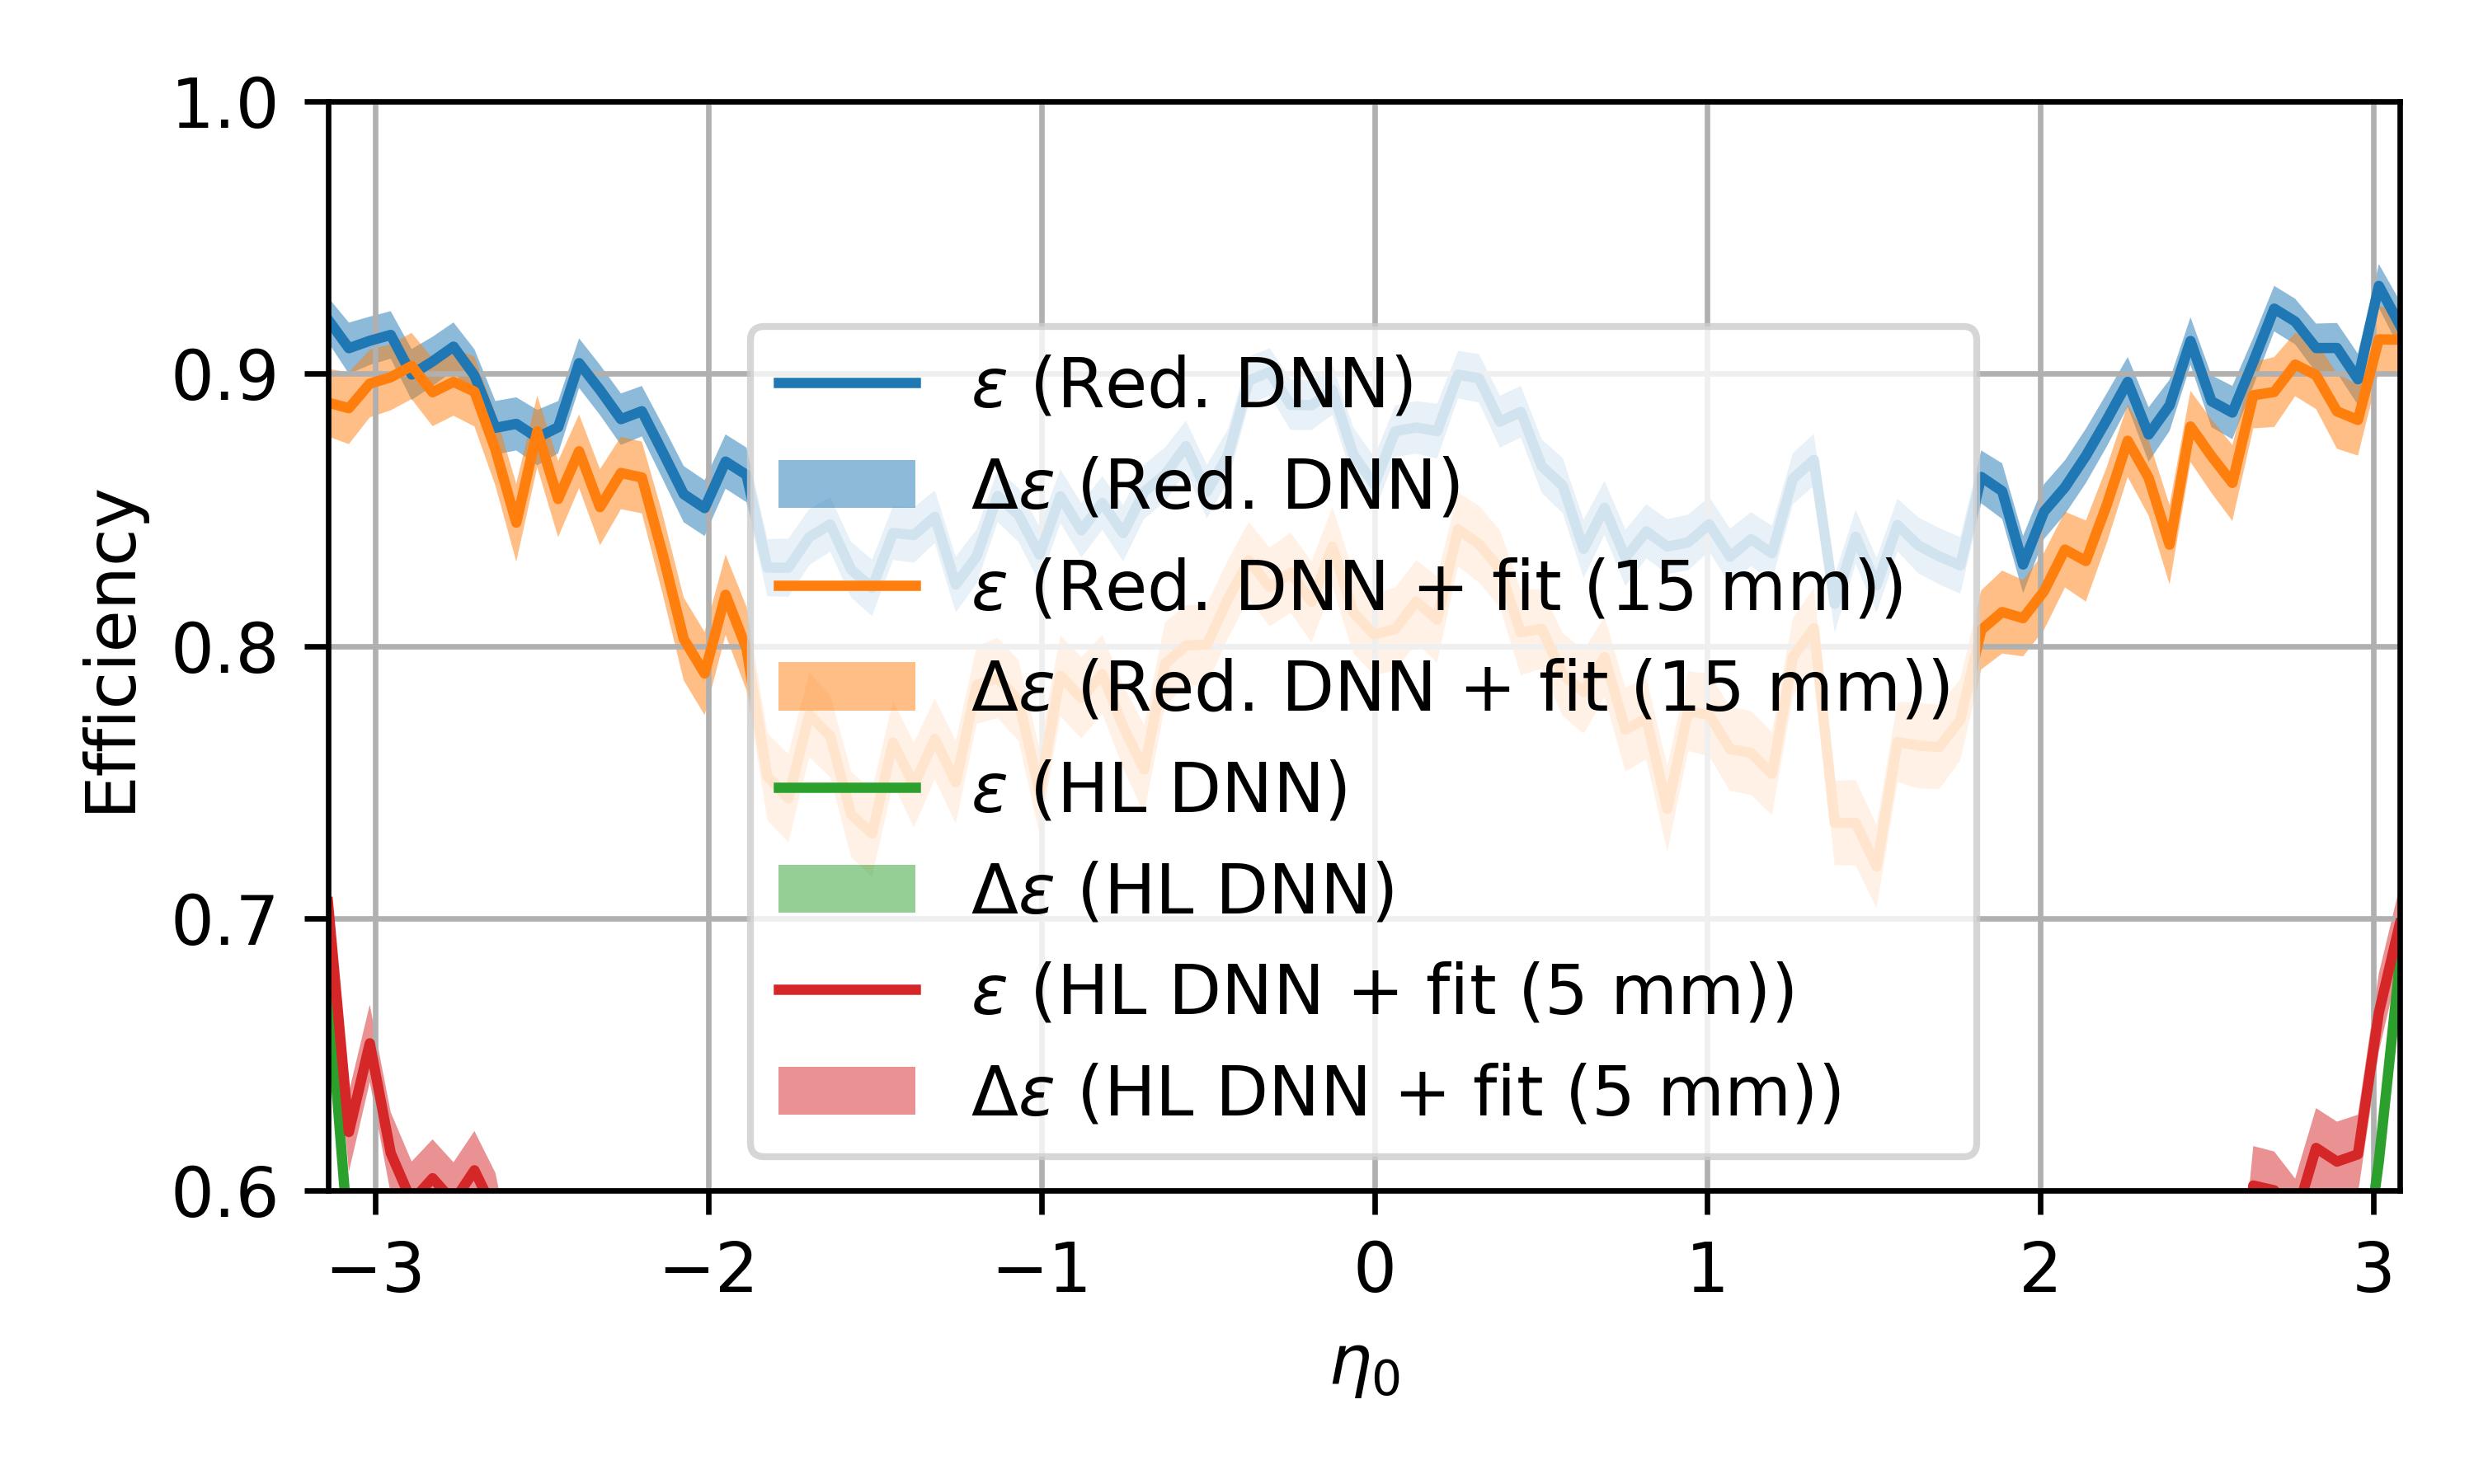 1.0
0.9
0.8
0.7
0.6
Efficiency
ε (Red. DNN)
Δε (Red. DNN)
ε (Red. DNN + fit (15 mm))
Δε (Red. DNN + fit (15 mm))
ε (HL DNN)
Δε (HL DNN)
ε (HL DNN + fit (5 mm))
Δε (HL DNN + fit (5 mm))
−3 −2 −1 0 1 2 3
η₀